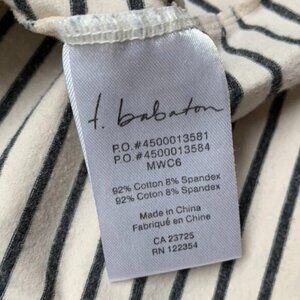 t. babaton
P.O.#4500013581
P.O.#4500013584
MWC6
92% Cotton 8% Spandex
92% Cotton 8% Spandex
Made in China
Fabriqué en Chine
CA 23725
RN 122354